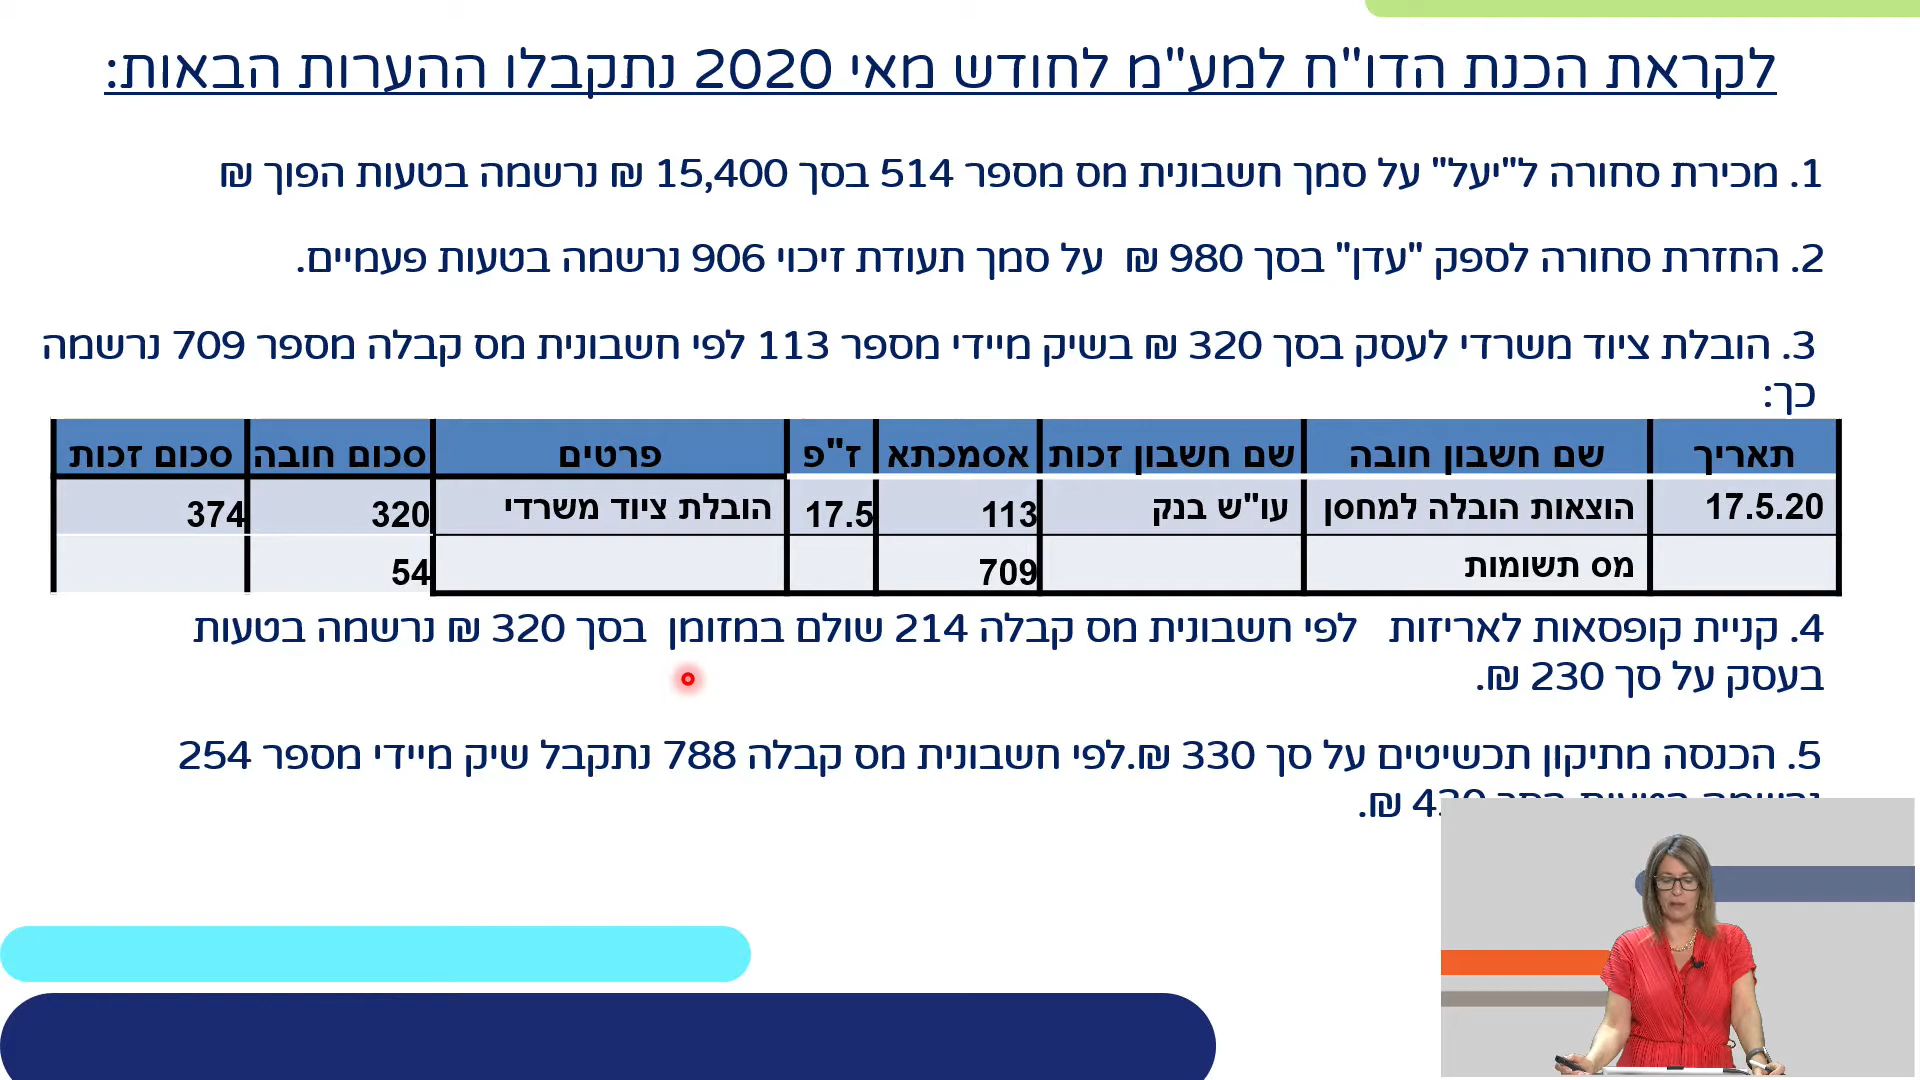 לקראת הכנת הדו"ח למע"מ לחודש מאי 2020 נתקבלו ההערות הבאות:
1. מכירת סחורה ל"יעל" על סמך חשבונית מס מספר 514 בסך 15,400 ₪ נרשמה בטעות הפוך ₪
2. החזרת סחורה לספק "עדן" בסך 980 ₪ על סמך תעודת זיכוי 906 נרשמה בטעות פעמיים.
3. הובלת ציוד משרדי לעסק בסך 320 ₪ בשיק מיידי מספר 113 לפי חשבונית מס קבלה מספר 709 נרשמה
כך:
תאריך שם חשבון חובה שם חשבון זכות אסמכתא ז"פ פרטים סכום חובה סכום זכות
17.5.20 הוצאות הובלה למחסן עו"ש בנק 113 17.5 הובלת ציוד משרדי 320 374
מס תשומות 709 54
4. קניית קופסאות לאריזות לפי חשבונית מס קבלה 214 שולם במזומן בסך 320 ₪ נרשמה בטעות
בעסק על סך 230 ₪.
5. הכנסה מתיקון תכשיטים על סך 330 ₪.לפי חשבונית מס קבלה 788 נתקבל שיק מיידי מספר 254
₪.